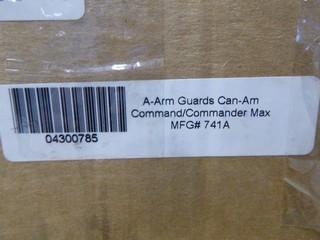 A-Arm Guards Can-Am
Command/Commander Max
MFG# 741A
04300785